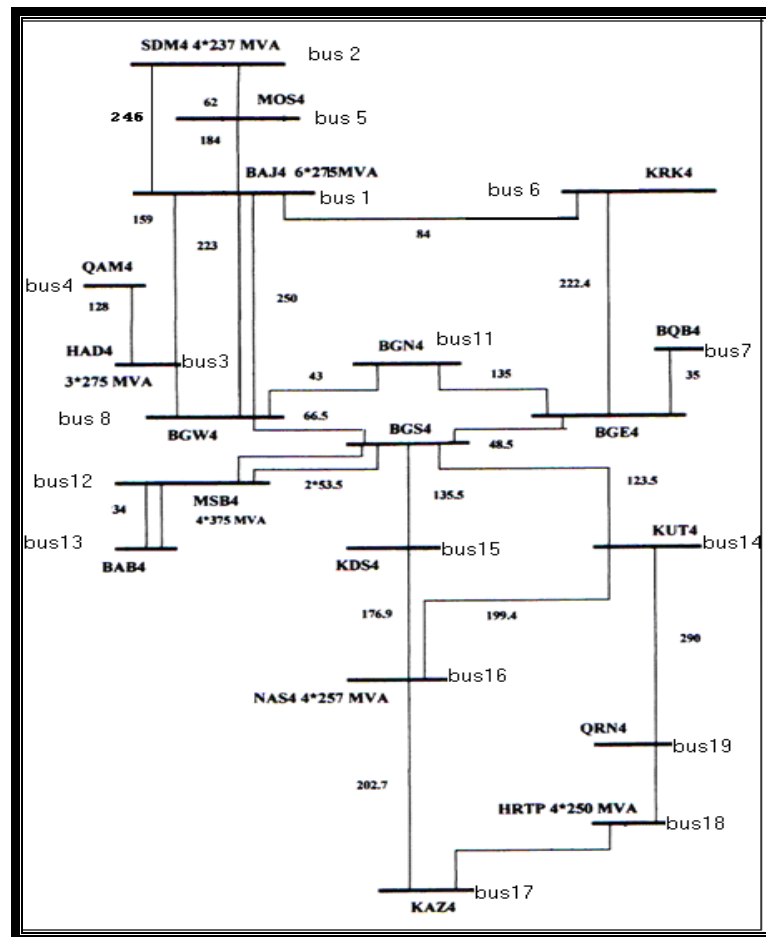 SDM4 4*237 MVA
bus 2
62
MOS4
246
bus 5
184
BAJ4 6*275MVA
KRK4
bus 1
bus 6
159
223
84
QAM4
bus4
128
250
222.4
bus11
BQB4
bus7
HAD4
bus3
BGN4
3*275 MVA
43
135
35
bus 8
66.5
BGW4
BGS4
48.5
BGE4
bus12
MSB4
2*53.5
4*375 MVA
135.5
123.5
34
KUT4
bus13
bus15
bus14
BAB4
KDS4
176.9
199.4
290
bus16
NAS4 4*257 MVA
QRN4
bus19
202.7
HRTP 4*250 MVA
bus18
bus17
KAZ4